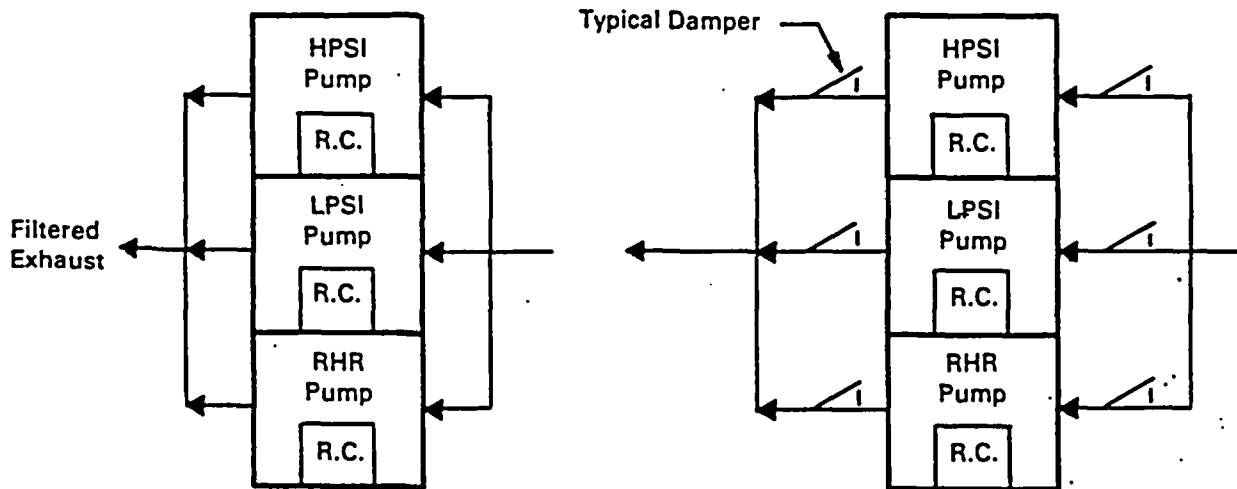 Typical Damper
HPSI
Pump
R.C.
LPSI
Pump
R.C.
RHR
Pump
R.C.
Filtered
Exhaust
HPSI
Pump
R.C.
LPSI
Pump
R.C.
RHR
Pump
R.C.